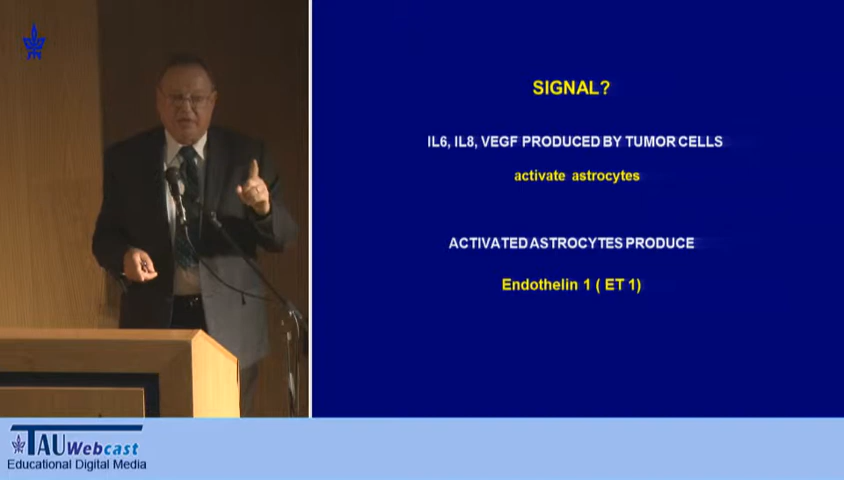 SIGNAL?
IL6, IL8, VEGF PRODUCED BY TUMOR CELLS
activate astrocytes
ACTIVATED ASTROCYTES PRODUCE
Endothelin 1 ( ET 1)
TAU Webcast
Educational Digital Media